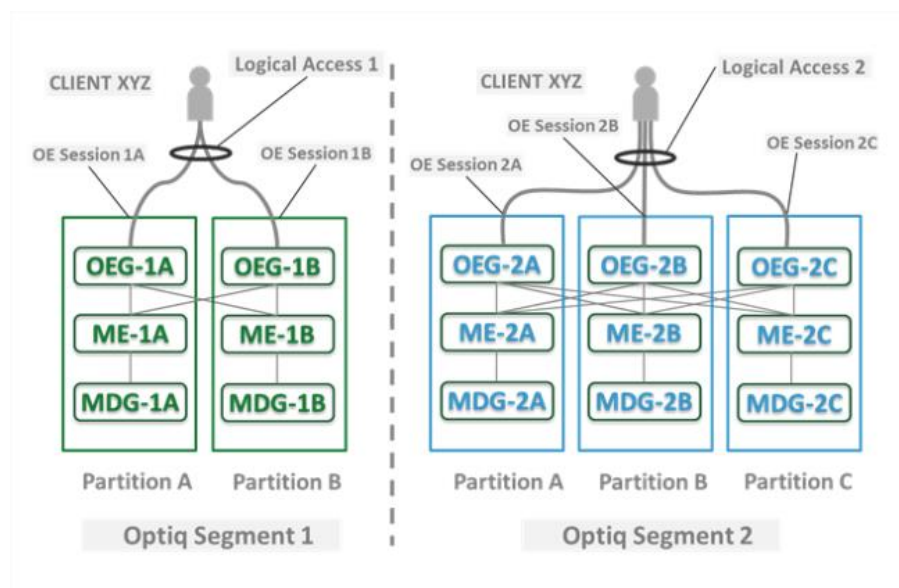 Logical Access 1
CLIENT XYZ
OE Session 1A
OE Session 1B
OEG-1A
OEG-1B
ME-1A
ME-1B
MDG-1A
MDG-1B
Partition A
Partition B
Optiq Segment 1
CLIENT XYZ
Logical Access 2
OE Session 2B
OE Session 2A
OE Session 2C
OEG-2A
OEG-2B
OEG-2C
ME-2A
ME-2B
ME-2C
MDG-2A
MDG-2B
MDG-2C
Partition A
Partition B
Partition C
Optiq Segment 2